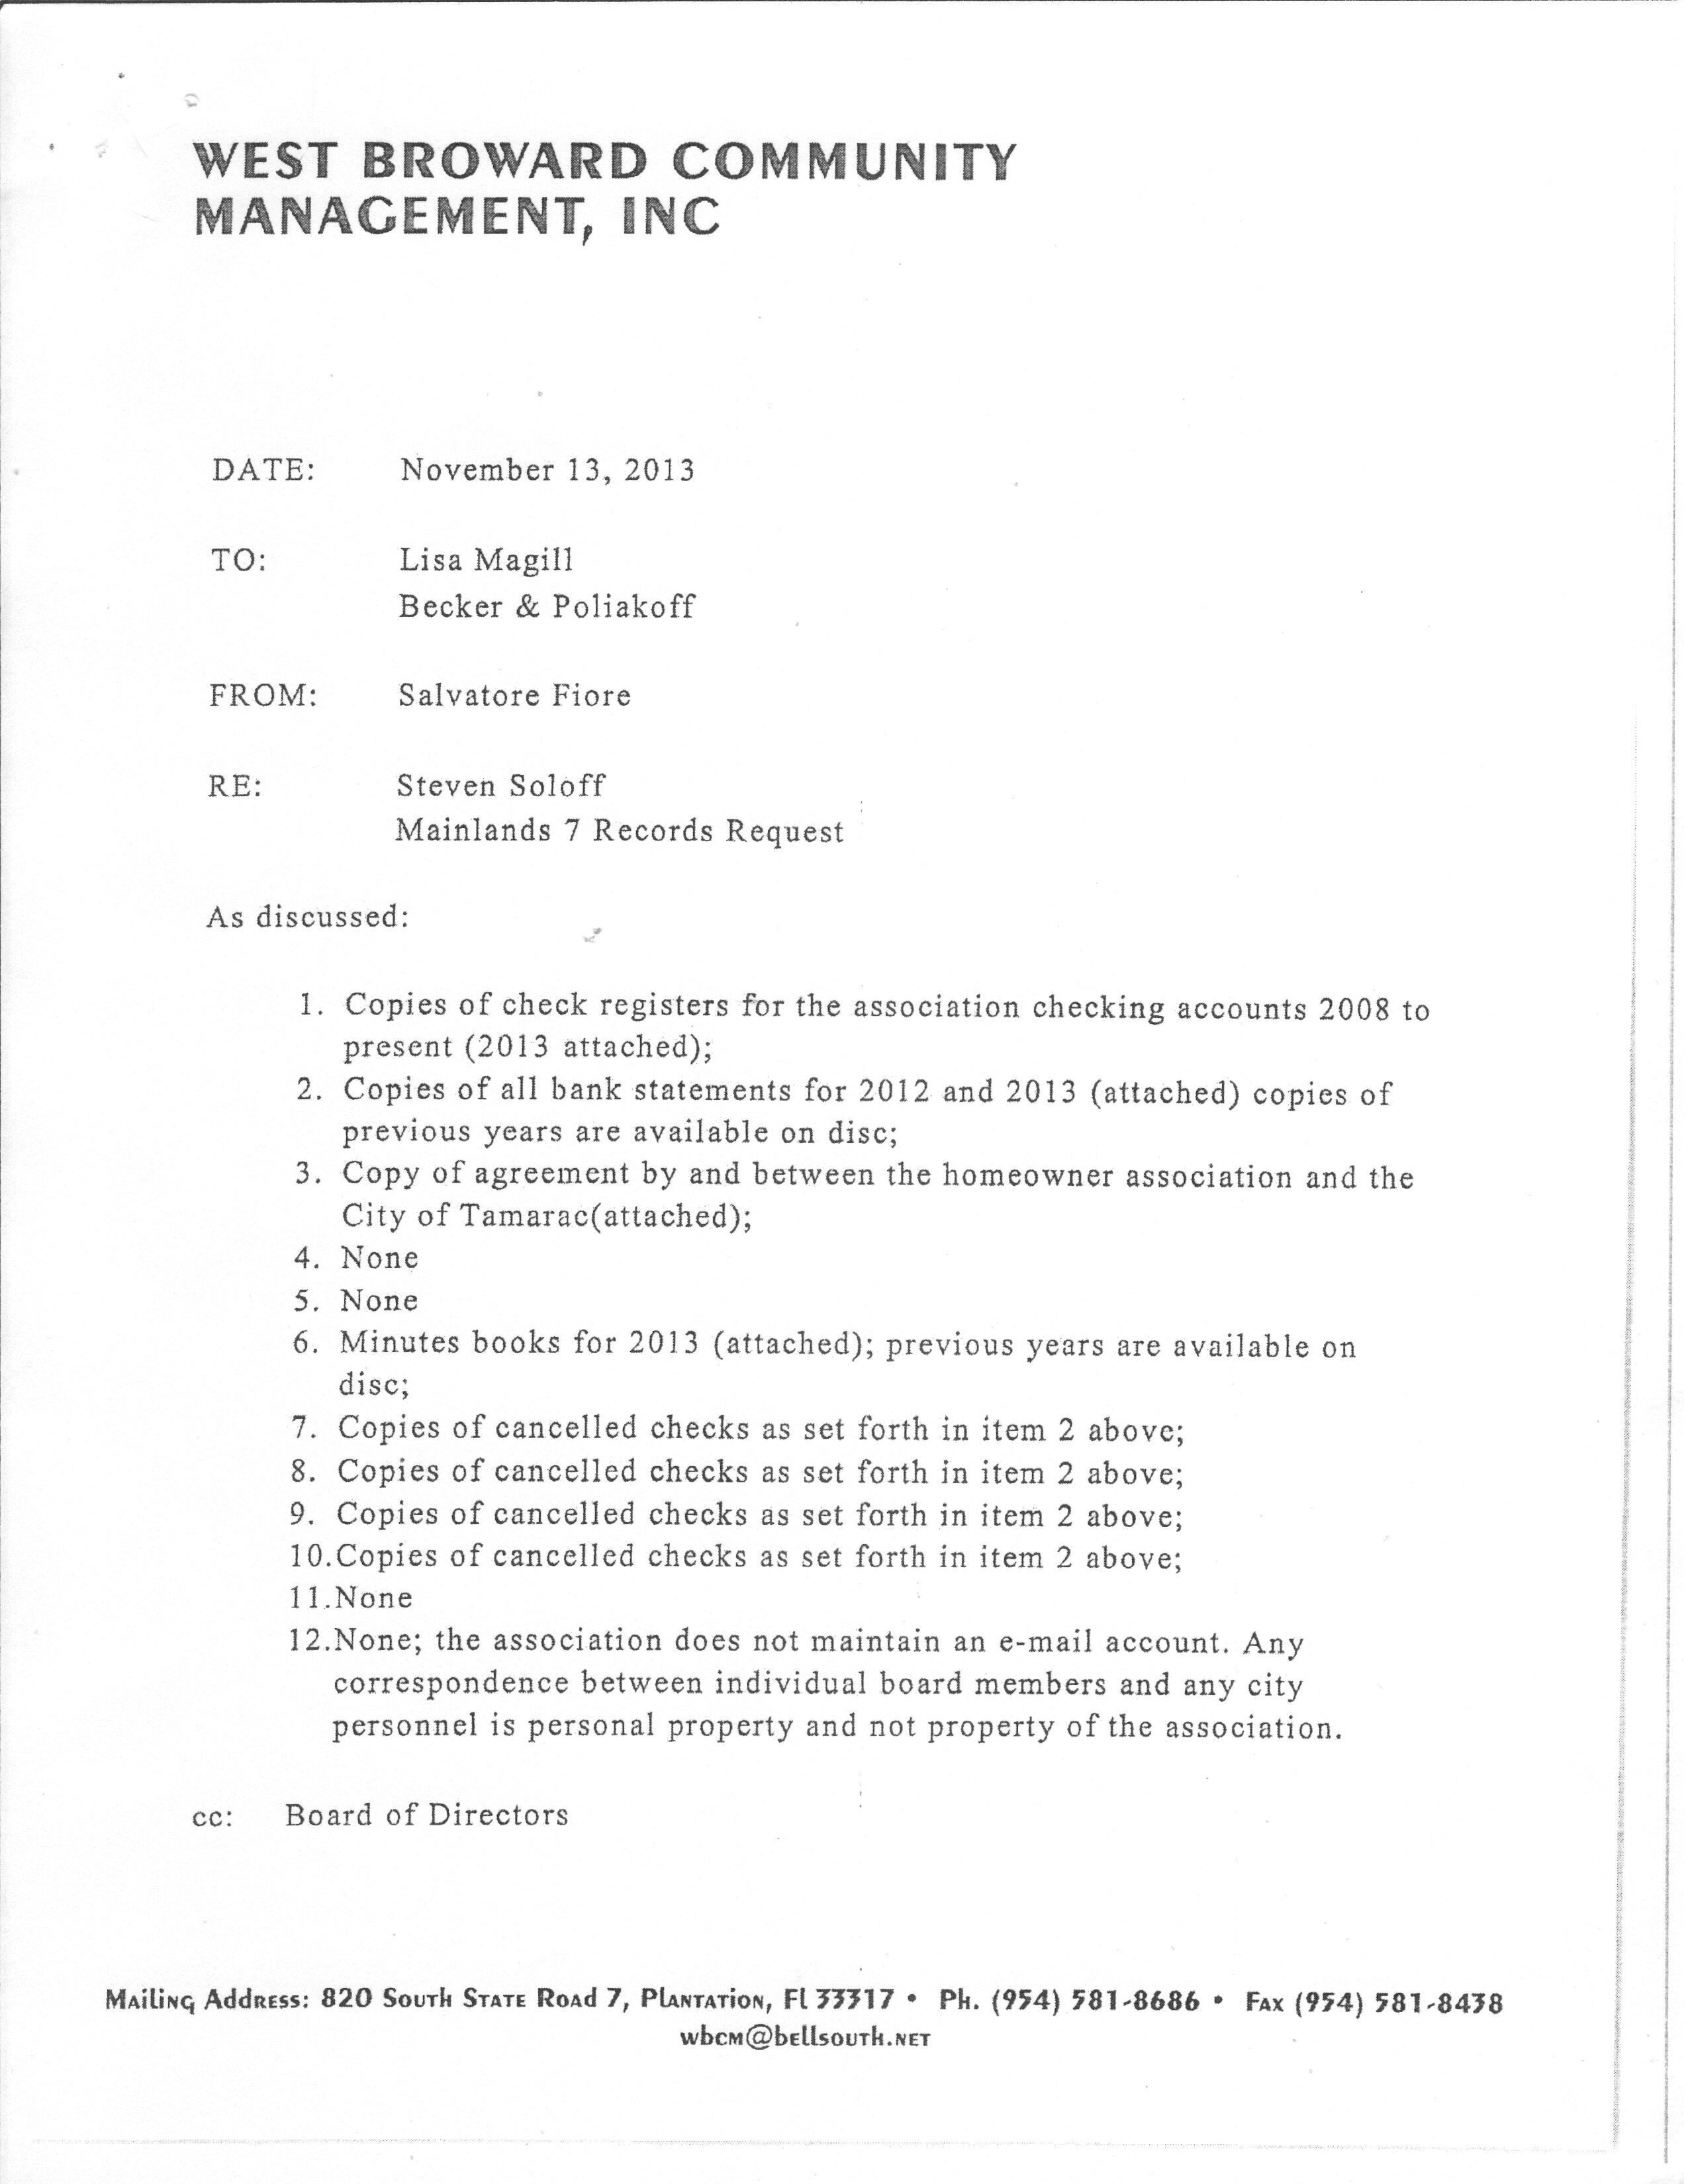 WEST BROWARD COMMUNITY
MANAGEMENT, INC
DATE: November 13, 2013
TO: Lisa Magill
Becker & Poliakoff
FROM: Salvatore Fiore
RE: Steven Soloff
Mainlands 7 Records Request
As discussed:
1. Copies of check registers for the association checking accounts 2008 to
present (2013 attached);
2. Copies of all bank statements for 2012 and 2013 (attached) copies of
previous years are available on disc;
3. Copy of agreement by and between the homeowner association and the
City of Tamarac(attached);
4. None
5. None
6. Minutes books for 2013 (attached); previous years are available on
disc;
7. Copies of cancelled checks as set forth in item 2 above;
8. Copies of cancelled checks as set forth in item 2 above;
9. Copies of cancelled checks as set forth in item 2 above;
10.Copies of cancelled checks as set forth in item 2 above;
11.None
12.None; the association does not maintain an e-mail account. Any
correspondence between individual board members and any city
personnel is personal property and not property of the association.
cc: Board of Directors
Mailing Address: 820 South State Road 7, Plantation, Fl 33317 • Ph. (954) 581-8686 • Fax (954) 581-8438
wbcm@bellsouth.net